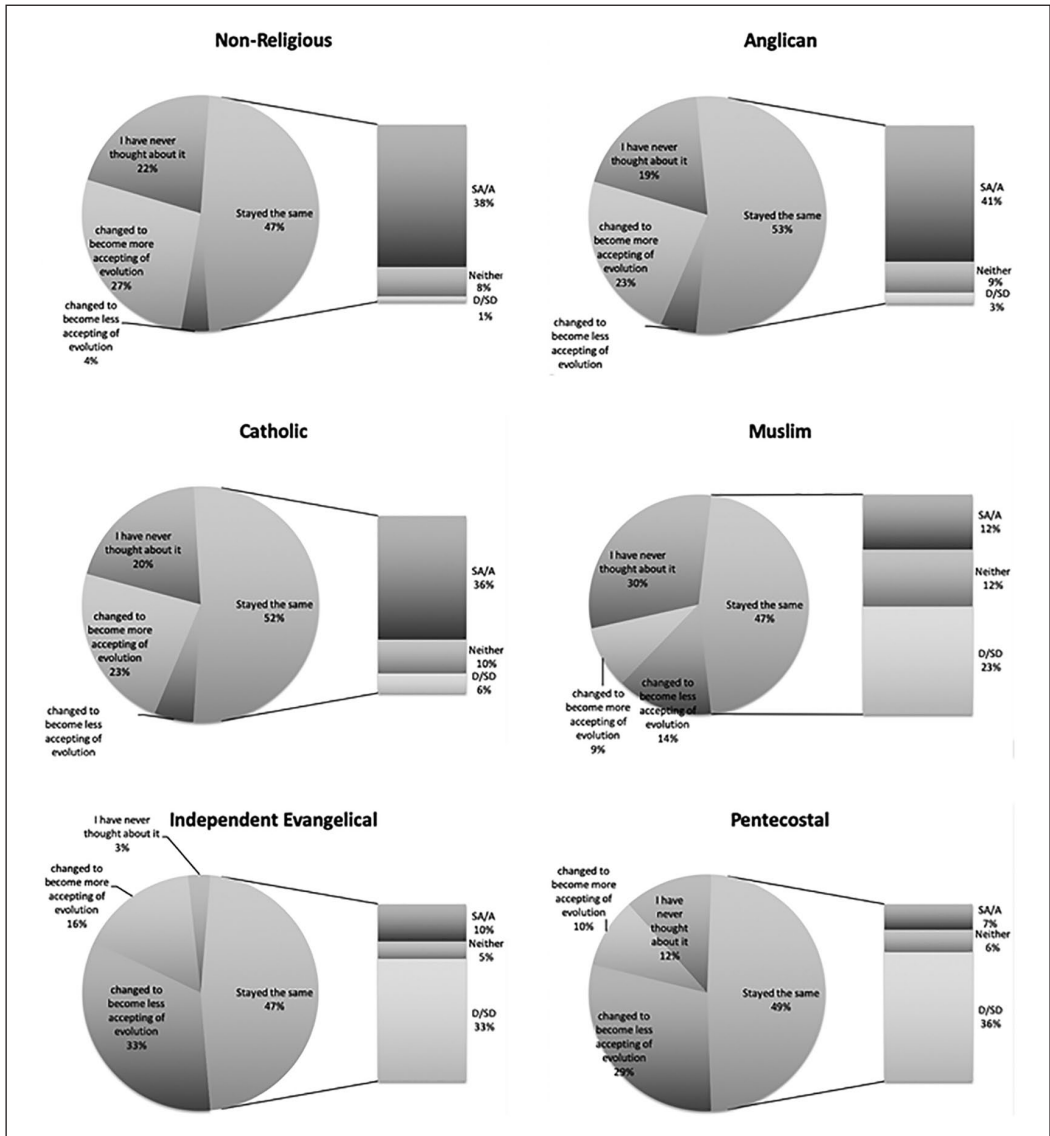 Non-Religious
I have never
thought about it
22%
Stayed the same
47%
changed to
become more
accepting of
evolution
27%
changed to
become less
accepting of
evolution
4%
SA/A
38%
Neither
8%
D/SD
1%
Anglican
I have never
thought about it
19%
Stayed the same
53%
changed to
become more
accepting of
evolution
23%
changed to
become less
accepting of
evolution
SA/A
41%
Neither
9%
D/SD
3%
Catholic
I have never
thought about it
20%
Stayed the same
52%
changed to
become more
accepting of
evolution
23%
changed to
become less
accepting of
evolution
SA/A
36%
Neither
10%
D/SD
6%
Muslim
I have never
thought about it
30%
Stayed the same
47%
changed to
become more
accepting of
evolution
9%
changed to
become less
accepting of
evolution
14%
SA/A
12%
Neither
12%
D/SD
23%
Independent Evangelical
I have never
thought about it
3%
changed to
become more
accepting of
evolution
16%
Stayed the same
47%
changed to
become less
accepting of
evolution
33%
SA/A
10%
Neither
5%
D/SD
33%
Pentecostal
changed to
become more
accepting of
evolution
10%
I have
never
thought
about it
12%
Stayed the same
49%
changed to
become less
accepting of
evolution
29%
SA/A
7%
Neither
6%
D/SD
36%